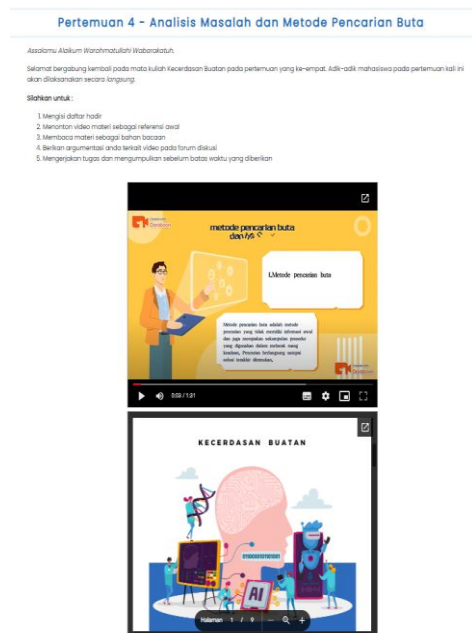 Pertemuan 4 - Analisis Masalah dan Metode Pencarian Buta
Assalamu Alaikum Warahmatullahi Wabarakatuh.
Selamat bergabung kembali pada mata kuliah Kecerdasan Buatan pada pertemuan yang ke-empat. Adik-adik mahasiswa pada pertemuan kali ini
akan dilaksanakan secara langsung.
Silahkan untuk :
1. Mengisi daftar hadir
2. Menonton video materi sebagai referensi awal
3. Membaca materi sebagai bahan bacaan
4. Berikan argumentasi anda terkait video pada forum diskusi
5. Mengerjakan tugas dan mengumpulkan sebelum batas waktu yang diberikan
metode pencarian buta
1.Metode pencarian buta
Metode pencarian buta adalah metode
pencarian yang tidak memiliki informasi awal
dan juga merupakan sekumpulan prosedur
yang digunakan dalam melacak ruang
keadaan, Pencarian berlangsung sampai
solusi terakhir ditemukan,
0:03 / 1:31
KECERDASAN BUATAN
AI
Halaman 1 / 9 — +